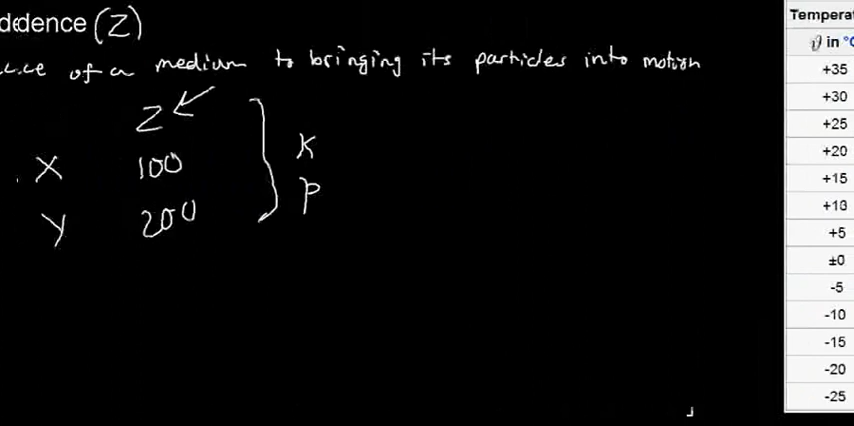 dedence (Z)
of a medium to bringing its particles into motion
Z
X 100
Y 200
K
p
Tempera
ϑ in °C
+35
+30
+25
+20
+15
+10
+5
±0
-5
-10
-15
-20
-25